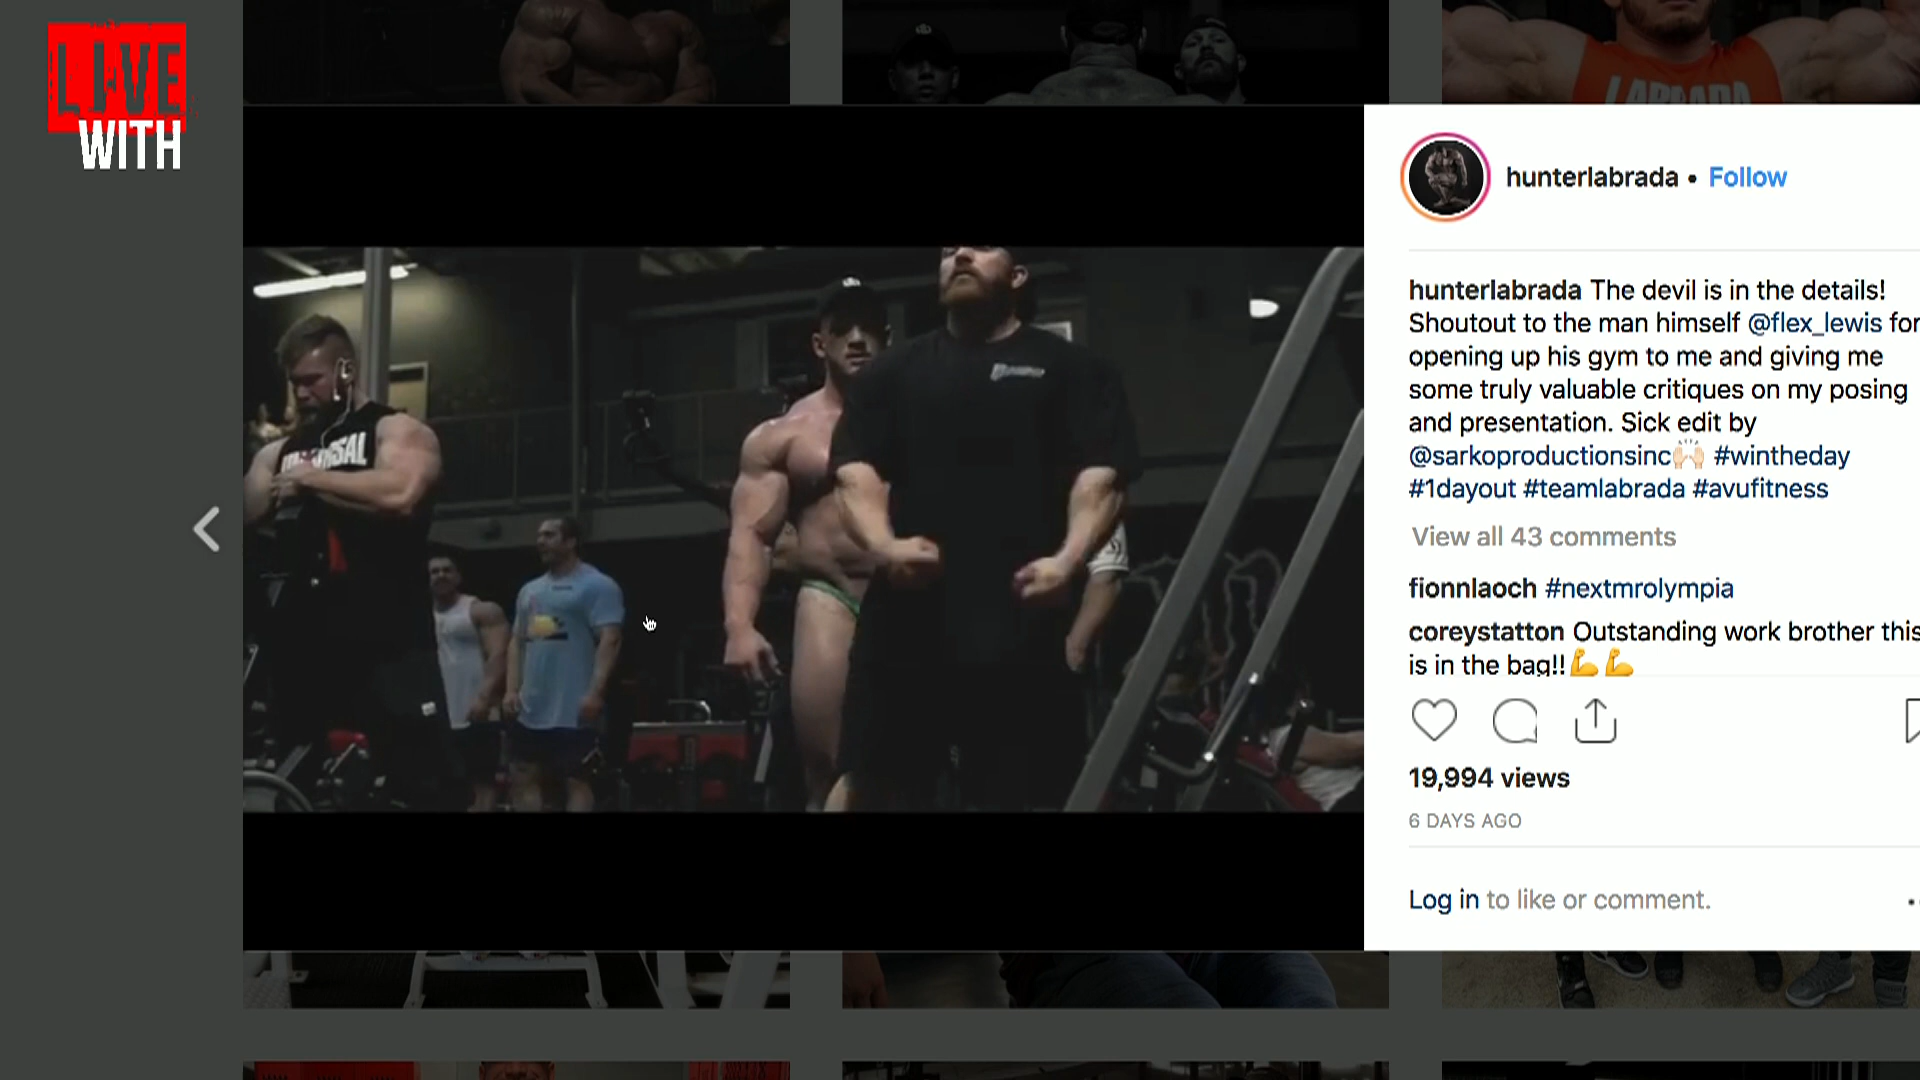 LIVE
WITH
LABRADA
hunterlabrada • Follow
hunterlabrada The devil is in the details!
Shoutout to the man himself @flex_lewis for
opening up his gym to me and giving me
some truly valuable critiques on my posing
and presentation. Sick edit by
@sarkoproductionsinc🙌🏻 #wintheday
#1dayout #teamlabrada #avufitness
View all 43 comments
fionnlaoch #nextmrolympia
coreystatton Outstanding work brother this
is in the bag!!💪💪
19,994 views
6 DAYS AGO
Log in to like or comment.